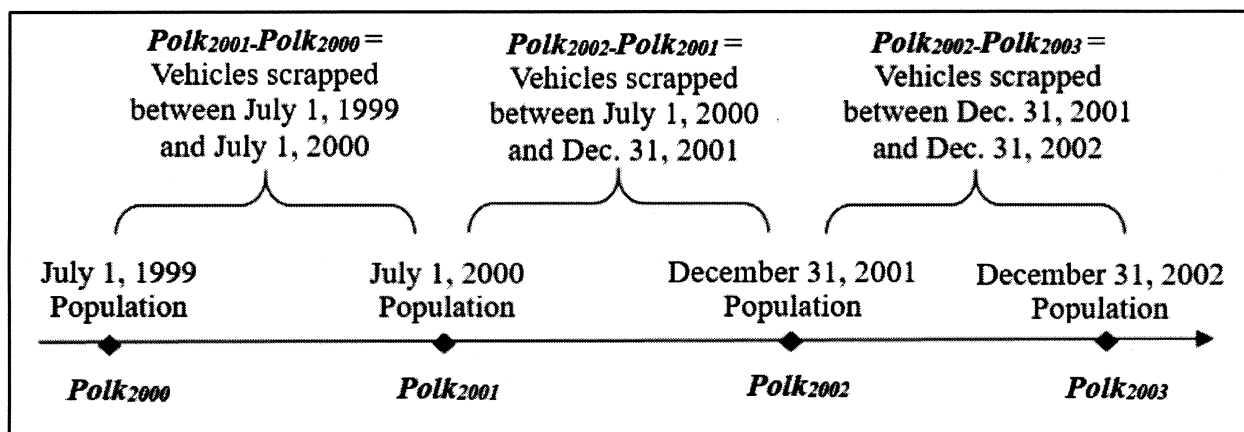 Polk2001-Polk2000 =
Vehicles scrapped
between July 1, 1999
and July 1, 2000
Polk2002-Polk2001 =
Vehicles scrapped
between July 1, 2000
and Dec. 31, 2001
Polk2002-Polk2003 =
Vehicles scrapped
between Dec. 31, 2001
and Dec. 31, 2002
July 1, 1999
Population
July 1, 2000
Population
December 31, 2001
Population
December 31, 2002
Population
Polk2000
Polk2001
Polk2002
Polk2003